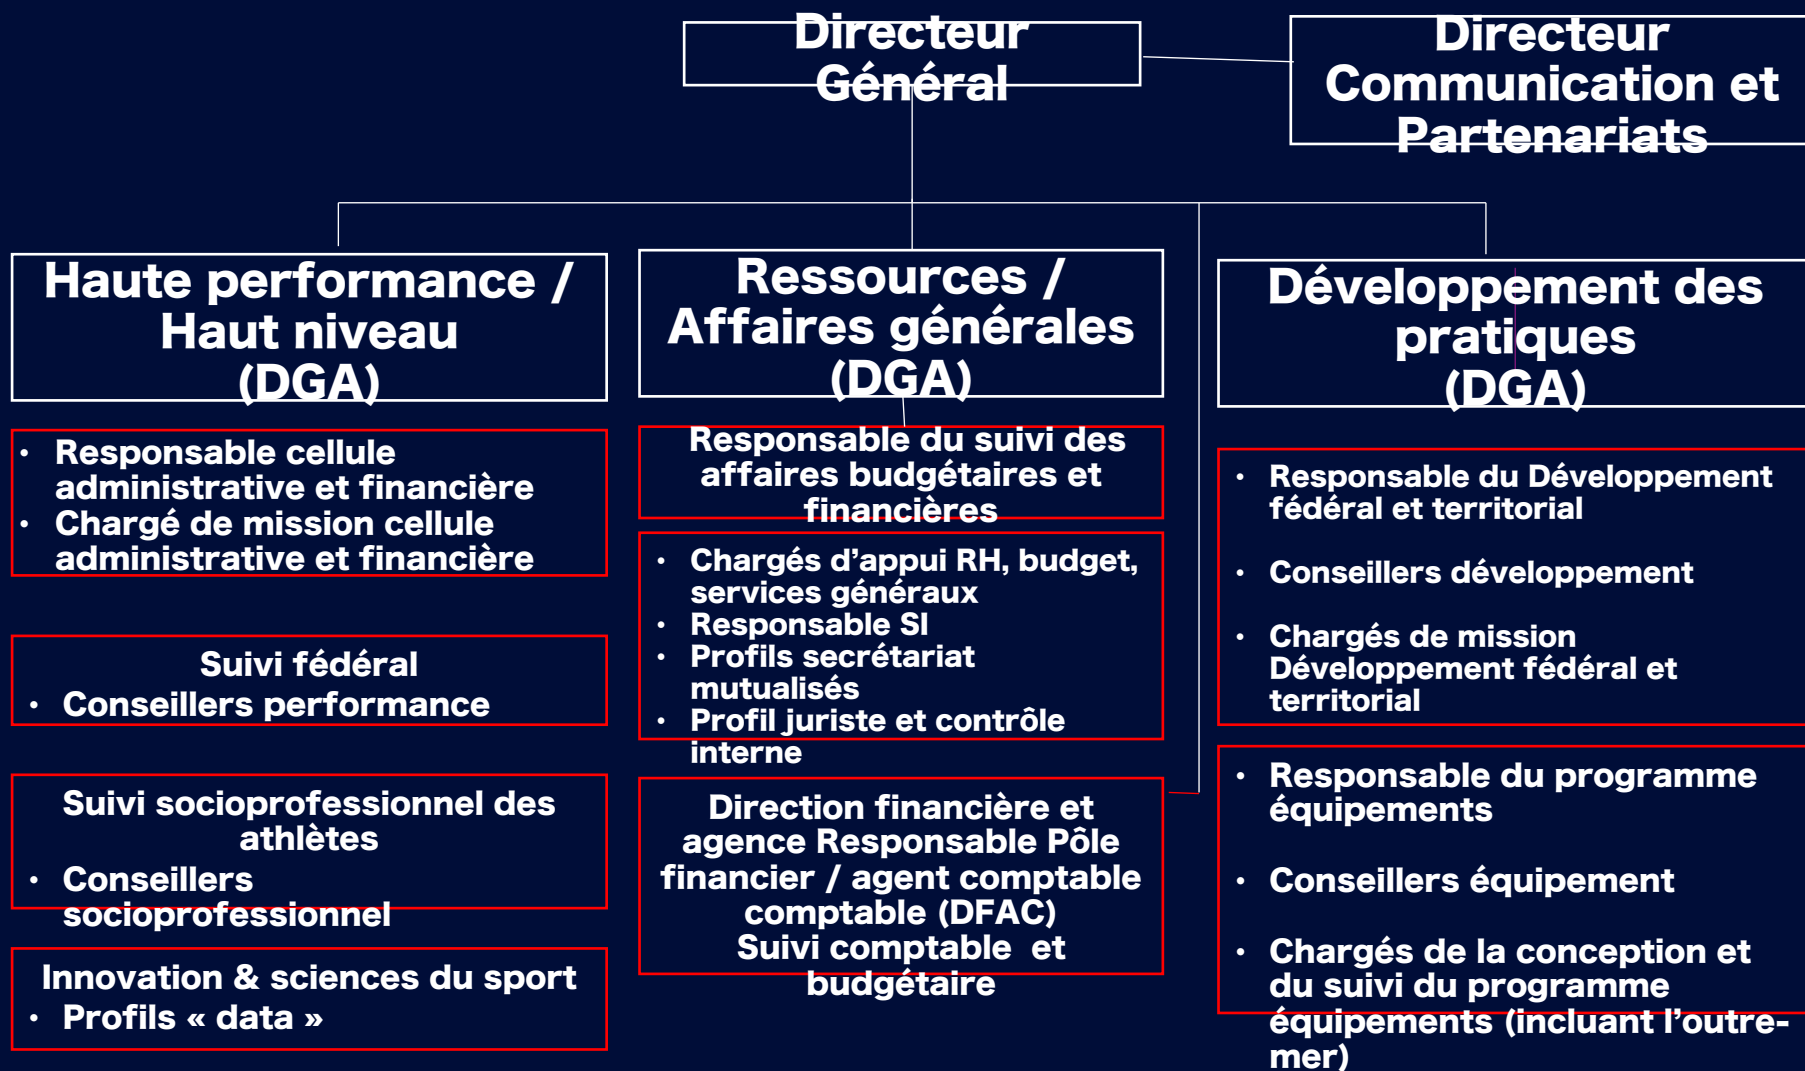 Directeur
Général
Directeur
Communication et
Partenariats
Haute performance /
Haut niveau
(DGA)
• Responsable cellule
administrative et financière
• Chargé de mission cellule
administrative et financière
Suivi fédéral
• Conseillers performance
Suivi socioprofessionnel des
athlètes
• Conseillers
socioprofessionnel
Innovation & sciences du sport
• Profils « data »
Ressources /
Affaires générales
(DGA)
Responsable du suivi des
affaires budgétaires et
financières
• Chargés d’appui RH, budget,
services généraux
• Responsable SI
• Profils secrétariat
mutualisés
• Profil juriste et contrôle
interne
Direction financière et
agence Responsable Pôle
financier / agent comptable
comptable (DFAC)
Suivi comptable et
budgétaire
Développement des
pratiques
(DGA)
• Responsable du Développement
fédéral et territorial
• Conseillers développement
• Chargés de mission
Développement fédéral et
territorial
• Responsable du programme
équipements
• Conseillers équipement
• Chargés de la conception et
du suivi du programme
équipements (incluant l’outre-
mer)